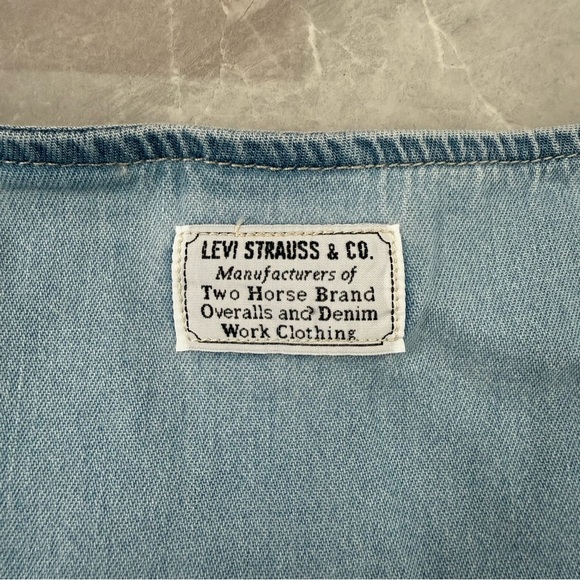 LEVI STRAUSS & CO.
Manufacturers of
Two Horse Brand
Overalls and Denim
Work Clothing